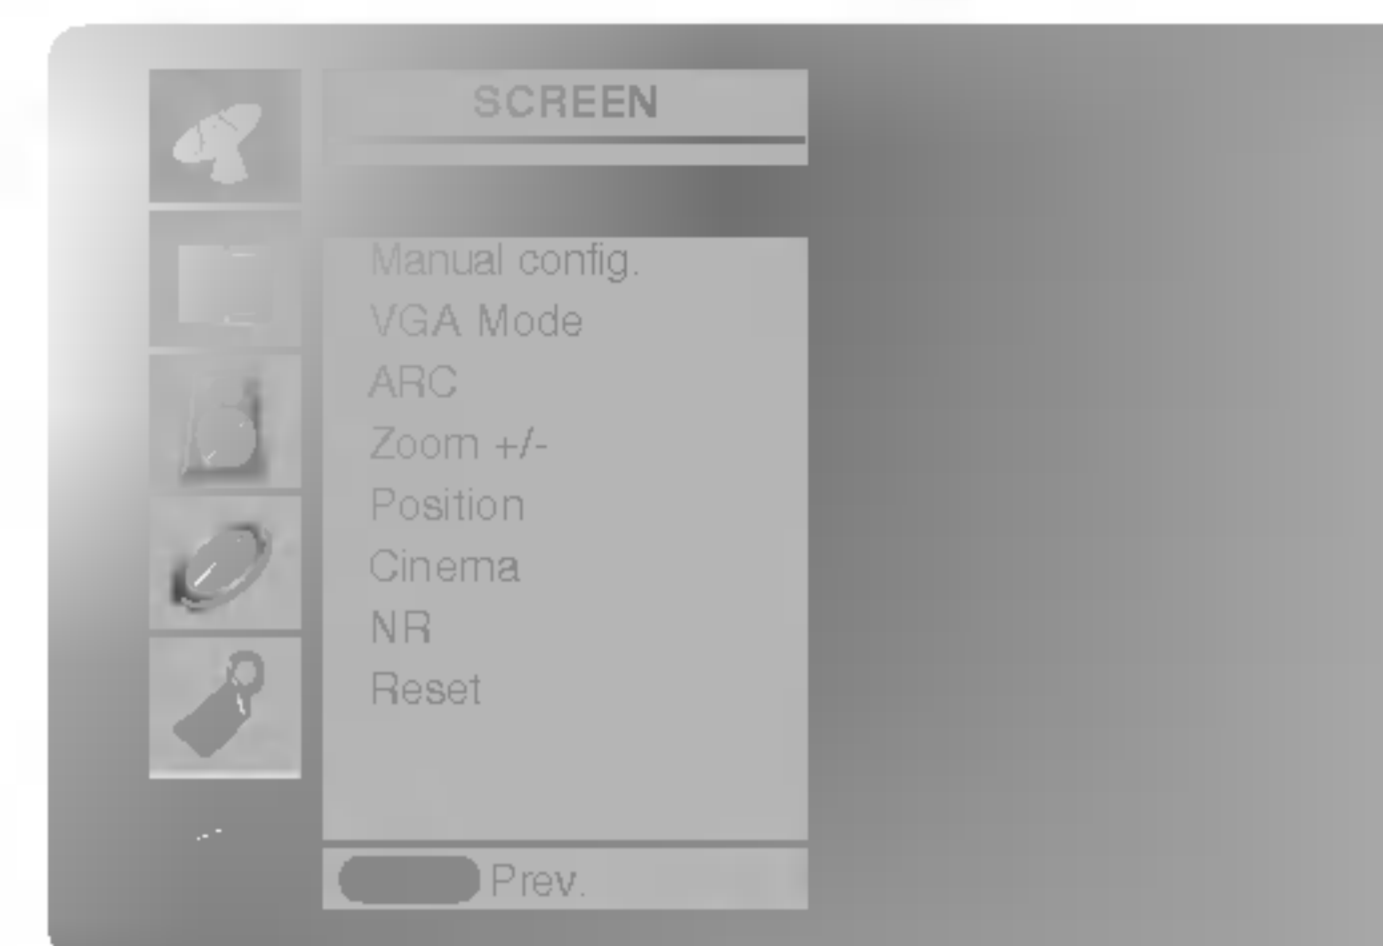 SCREEN
Manual config.
VGA Mode
ARC
Zoom +/-
Position
Cinema
NR
Reset
Prev.